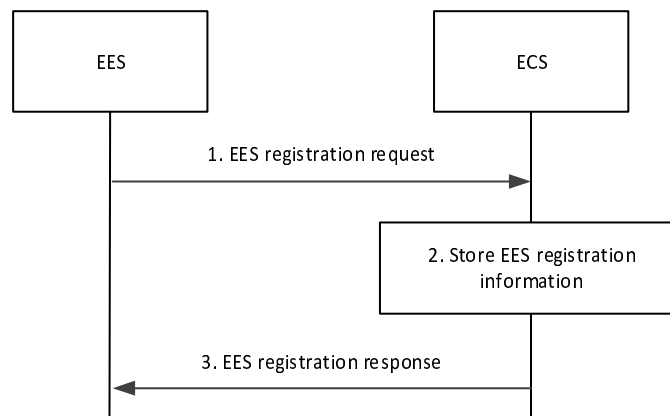 EES
ECS
1. EES registration request
2. Store EES registration
information
3. EES registration response